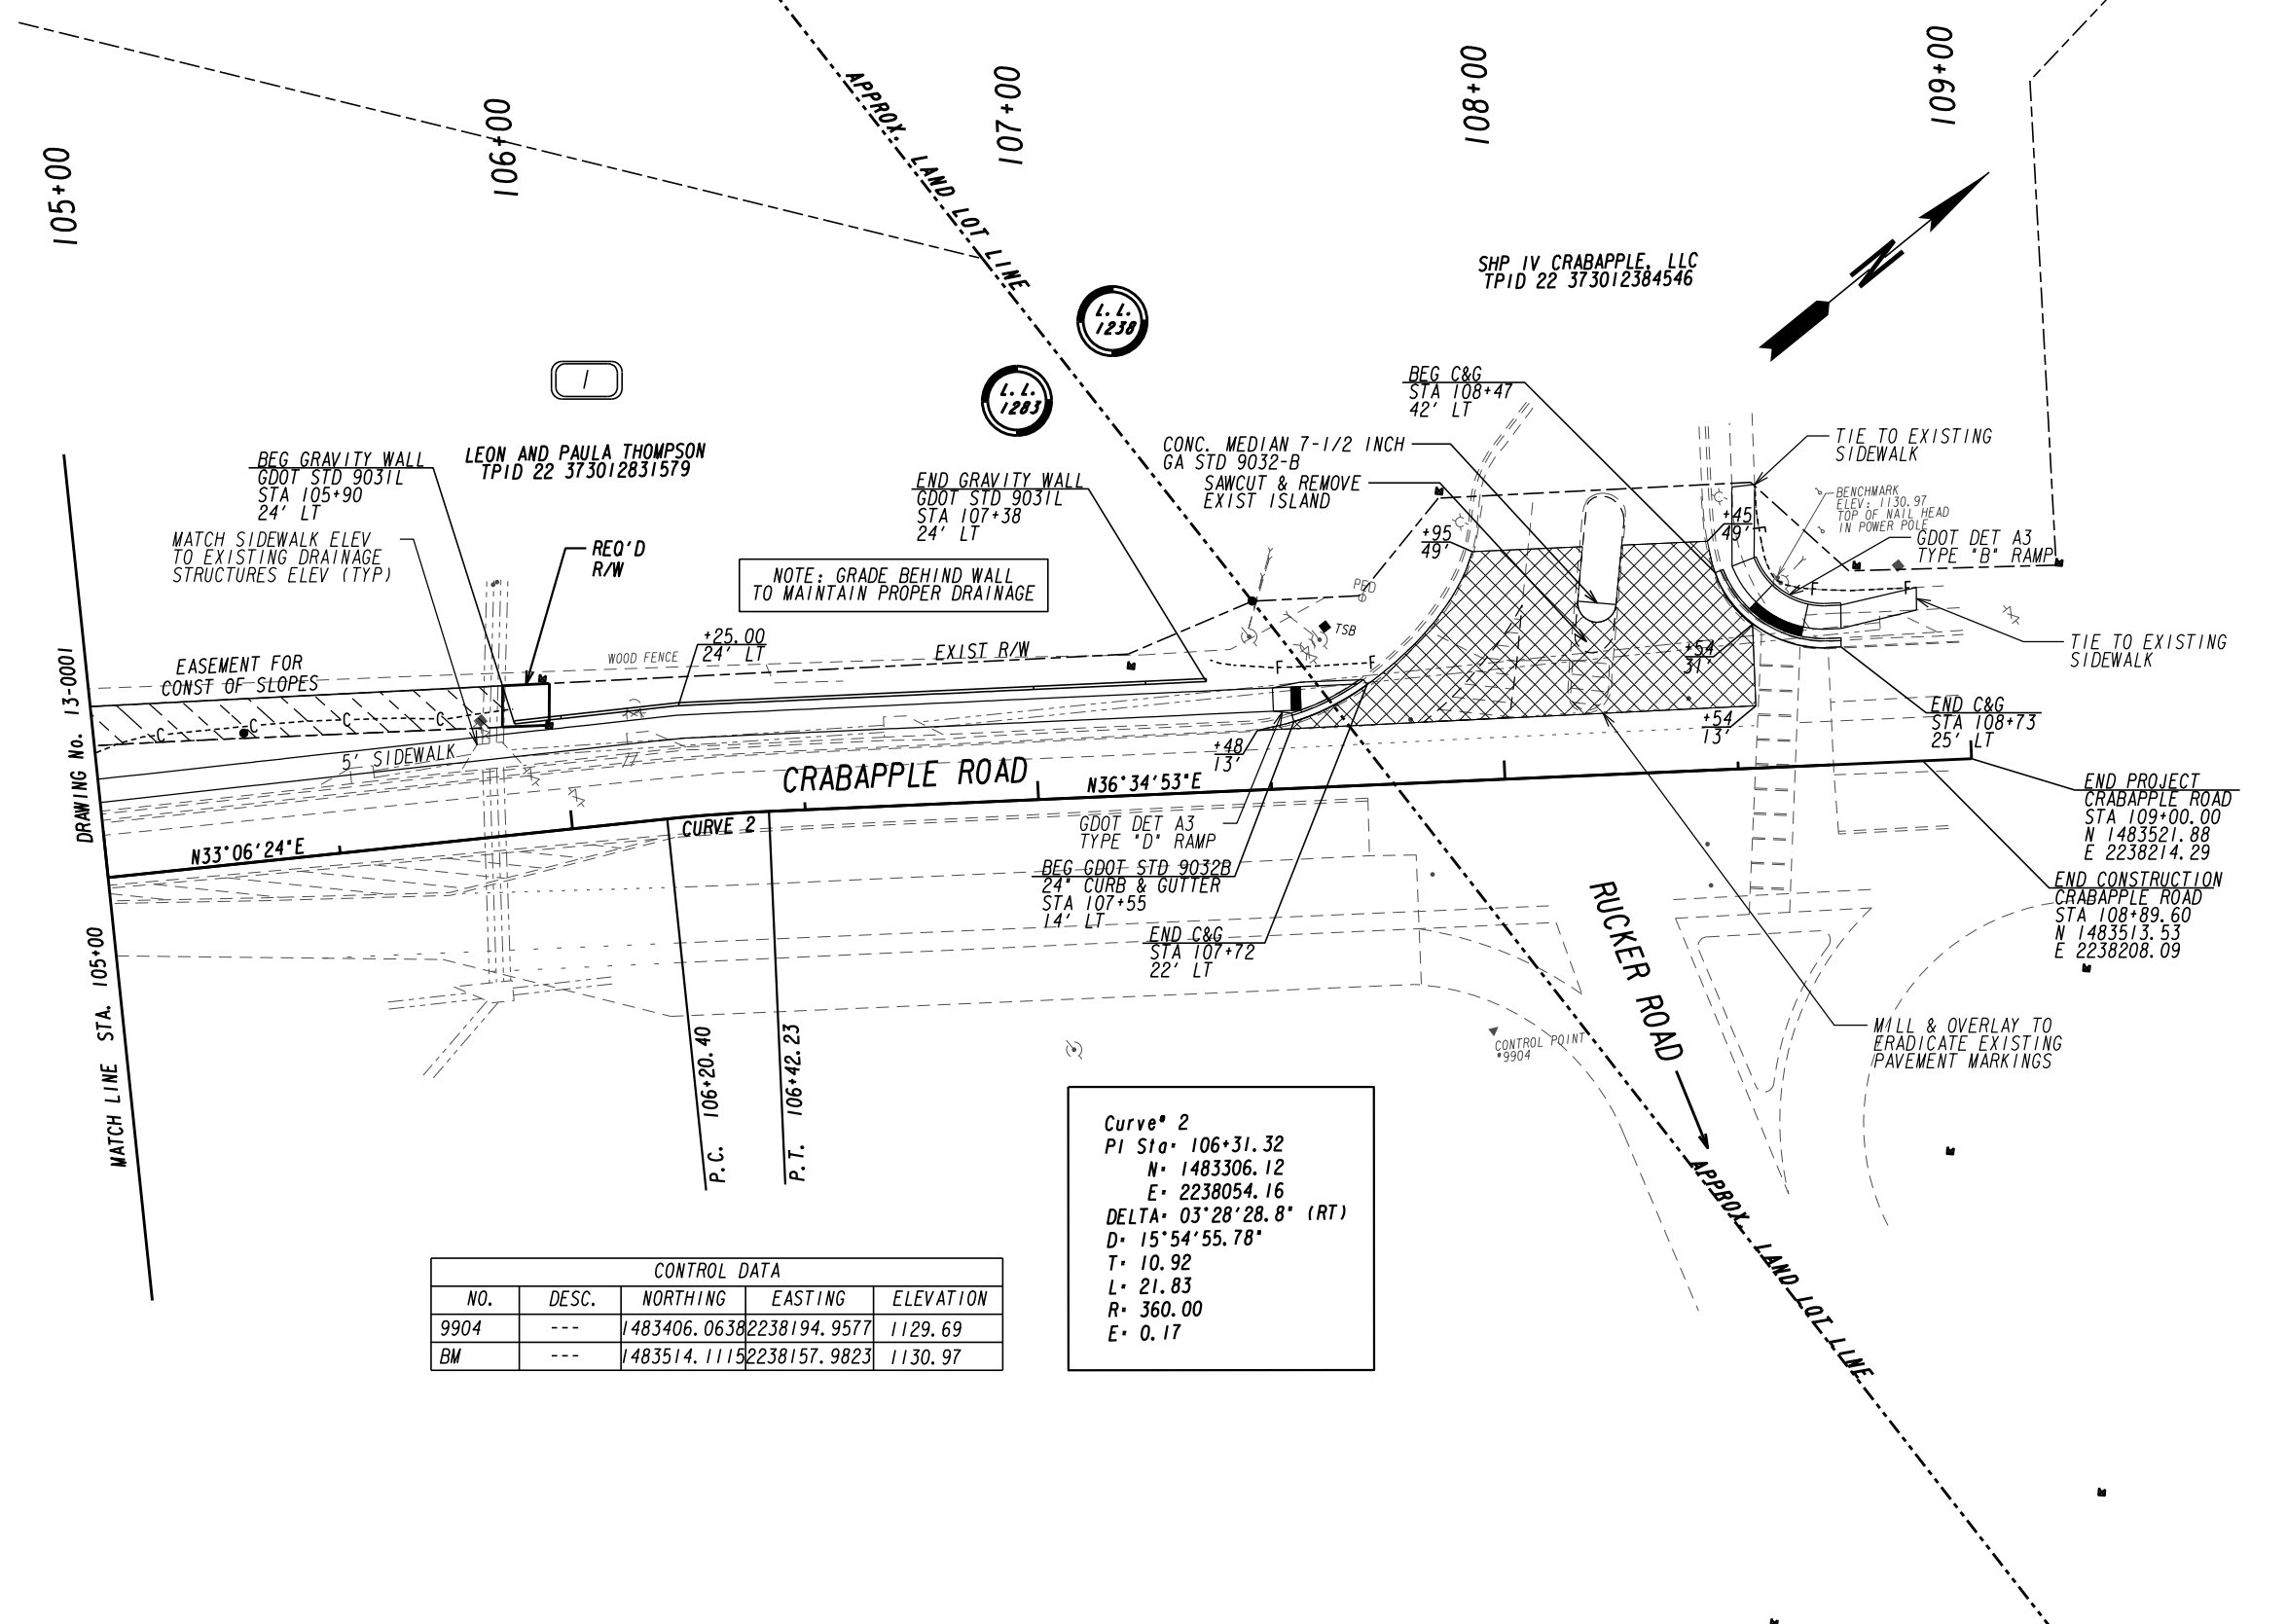 105+00
106+00
107+00
108+00
109+00
APPROX. LAND LOT LINE
L.L.
1238
L.L.
1283
SHP IV CRABAPPLE, LLC
TPID 22 373012384546
1
LEON AND PAULA THOMPSON
TPID 22 373012831579
BEG GRAVITY WALL
GDOT STD 9031L
STA 105+90
24' LT
MATCH SIDEWALK ELEV
TO EXISTING DRAINAGE
STRUCTURES ELEV (TYP)
REQ'D
R/W
END GRAVITY WALL
GDOT STD 9031L
STA 107+38
24' LT
NOTE: GRADE BEHIND WALL
TO MAINTAIN PROPER DRAINAGE
BEG C&G
STA 108+47
42' LT
CONC. MEDIAN 7-1/2 INCH
GA STD 9032-B
SAWCUT & REMOVE
EXIST ISLAND
TIE TO EXISTING
SIDEWALK
BENCHMARK
ELEV: 1130.97
TOP OF NAIL HEAD
IN POWER POLE
GDOT DET A3
TYPE "B" RAMP
+95
49'
+45
49'
PED
TSB
+25.00
24' LT
WOOD FENCE
EXIST R/W
F
F
F
F
EASEMENT FOR
CONST OF SLOPES
C
C
C
C
5' SIDEWALK
+54
31'
+54
13'
+48
13'
TIE TO EXISTING
SIDEWALK
END C&G
STA 108+73
25' LT
CRABAPPLE ROAD
N36°34'53"E
N33°06'24"E
CURVE 2
DRAWING No. 13-0001
MATCH LINE STA. 105+00
GDOT DET A3
TYPE "D" RAMP
BEG GDOT STD 9032B
24" CURB & GUTTER
STA 107+55
14' LT
END C&G
STA 107+72
22' LT
END PROJECT
CRABAPPLE ROAD
STA 109+00.00
N 1483521.88
E 2238214.29
END CONSTRUCTION
CRABAPPLE ROAD
STA 108+89.60
N 1483513.53
E 2238208.09
RUCKER ROAD
MILL & OVERLAY TO
ERADICATE EXISTING
PAVEMENT MARKINGS
CONTROL POINT
#9904
P.C. 106+20.40
P.T. 106+42.23
Curve# 2
PI Sta= 106+31.32
N= 1483306.12
E= 2238054.16
DELTA= 03°28'28.8" (RT)
D= 15°54'55.78"
T= 10.92
L= 21.83
R= 360.00
E= 0.17
APPROX. LAND LOT LINE
CONTROL DATA
NO. DESC. NORTHING EASTING ELEVATION
9904 --- 1483406.0638 2238194.9577 1129.69
BM --- 1483514.1115 2238157.9823 1130.97